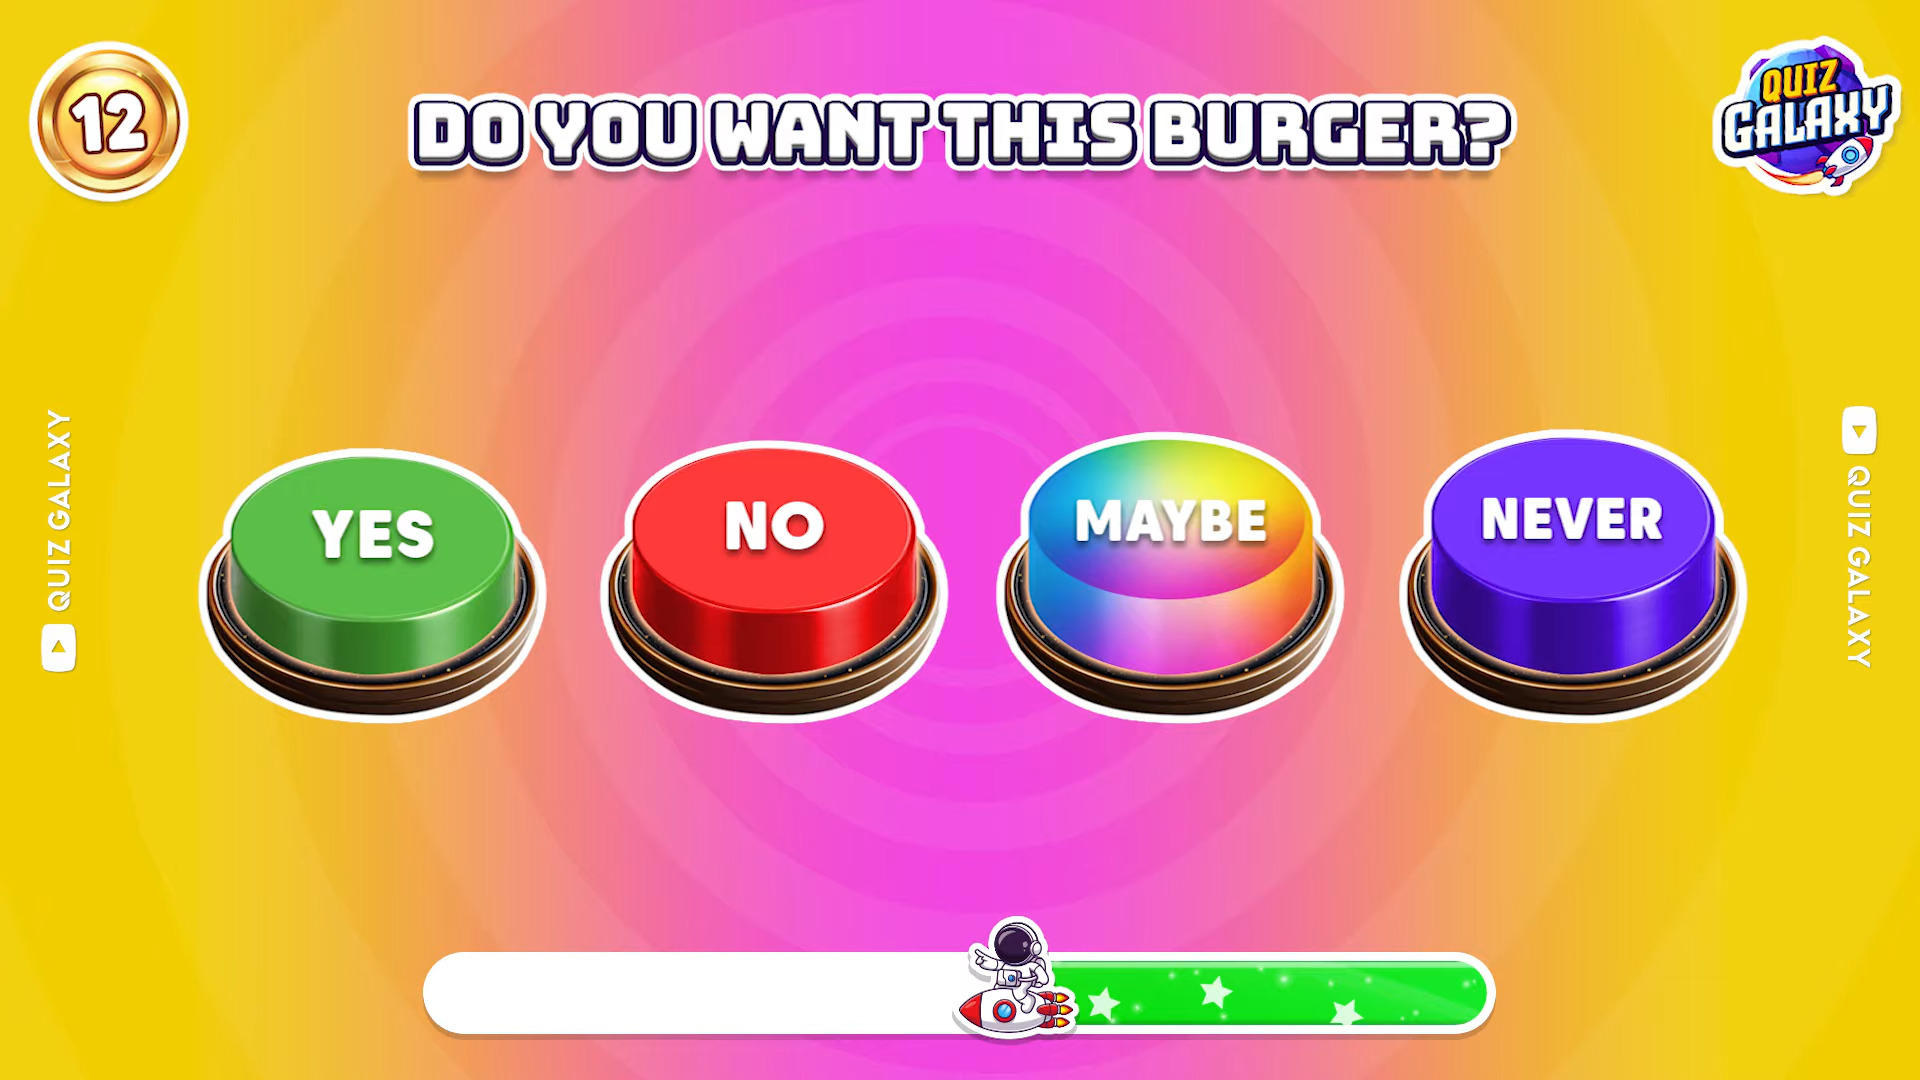 12
DO YOU WANT THIS BURGER?
QUIZ
GALAXY
QUIZ GALAXY
YES
NO
MAYBE
NEVER
QUIZ GALAXY